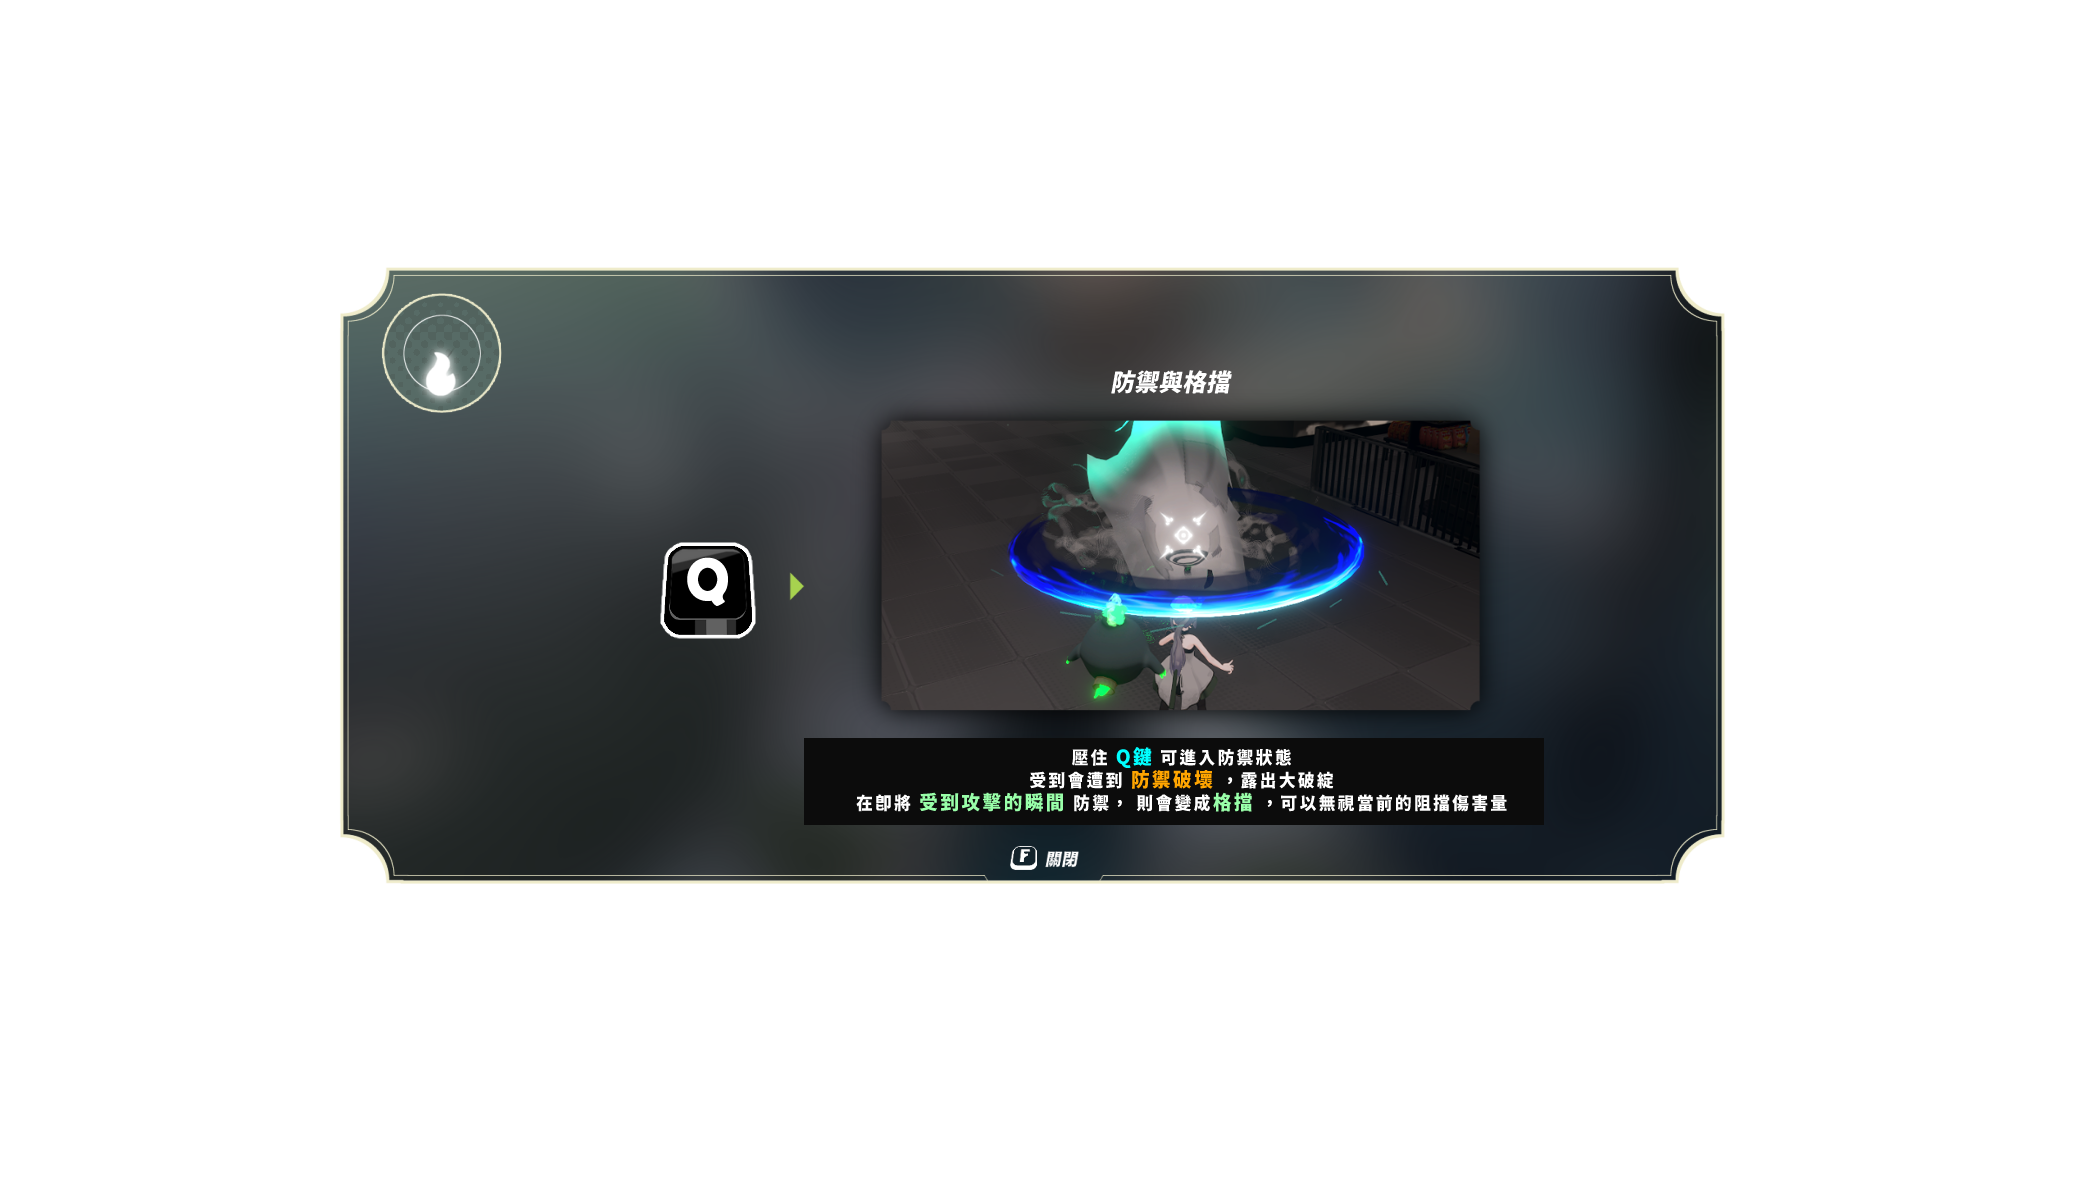 防禦與格擋
Q
壓住 Q鍵 可進入防禦狀態
受到會遭到 防禦破壞 ，露出大破綻
在即將 受到攻擊的瞬間 防禦， 則會變成格擋 ，可以無視當前的阻擋傷害量
F 關閉